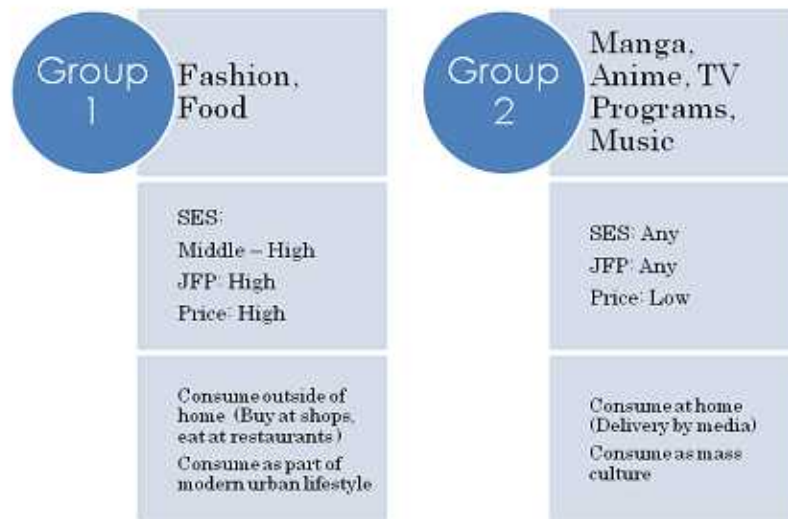 Group
1
Fashion,
Food
SES:
Middle – High
JFP: High
Price: High
Consume outside of
home (Buy at shops,
eat at restaurants)
Consume as part of
modern urban lifestyle
Group
2
Manga,
Anime, TV
Programs,
Music
SES: Any
JFP: Any
Price: Low
Consume at home
(Delivery by media)
Consume as mass
culture